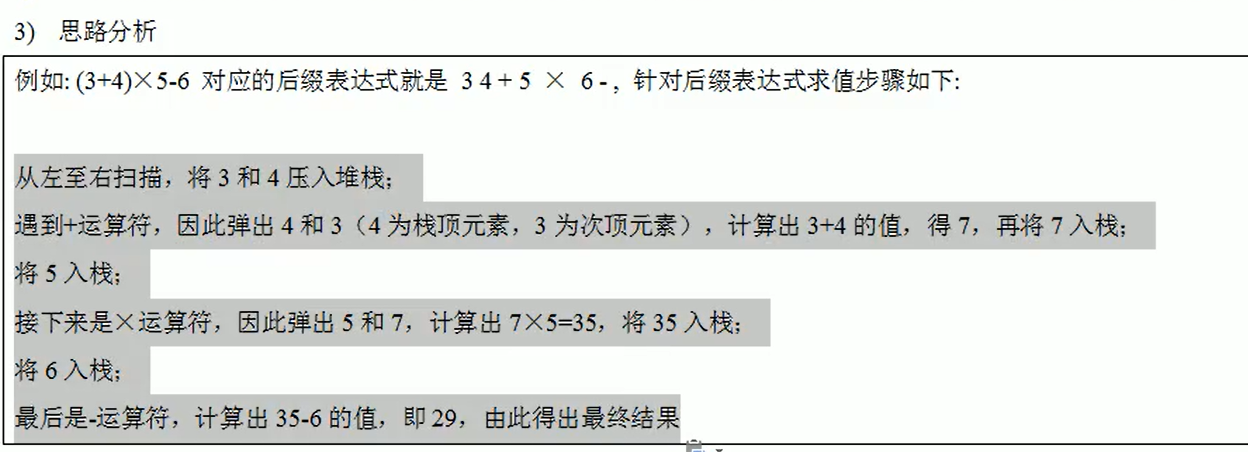 3) 思路分析
例如: (3+4)×5-6 对应的后缀表达式就是 3 4 + 5 × 6 - , 针对后缀表达式求值步骤如下:
从左至右扫描，将 3 和 4 压入堆栈；
遇到+运算符，因此弹出 4 和 3（4 为栈顶元素，3 为次顶元素），计算出 3+4 的值，得 7，再将 7 入栈；
将 5 入栈；
接下来是×运算符，因此弹出 5 和 7，计算出 7×5=35，将 35 入栈；
将 6 入栈；
最后是-运算符，计算出 35-6 的值，即 29，由此得出最终结果